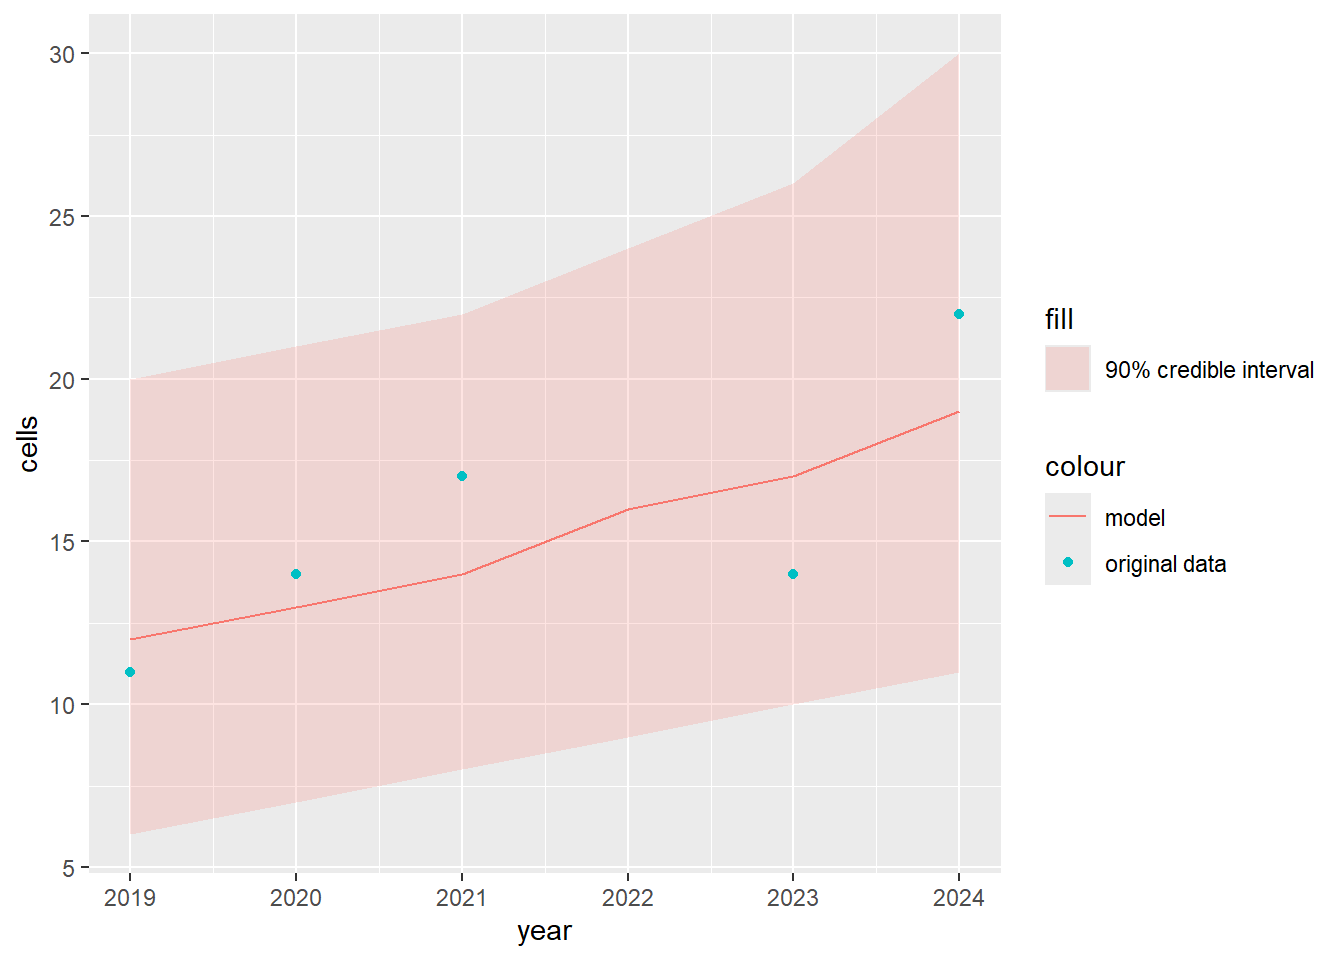 30
25
20
15
10
5
cells
2019 2020 2021 2022 2023 2024
year
fill
90% credible interval
colour
model
original data